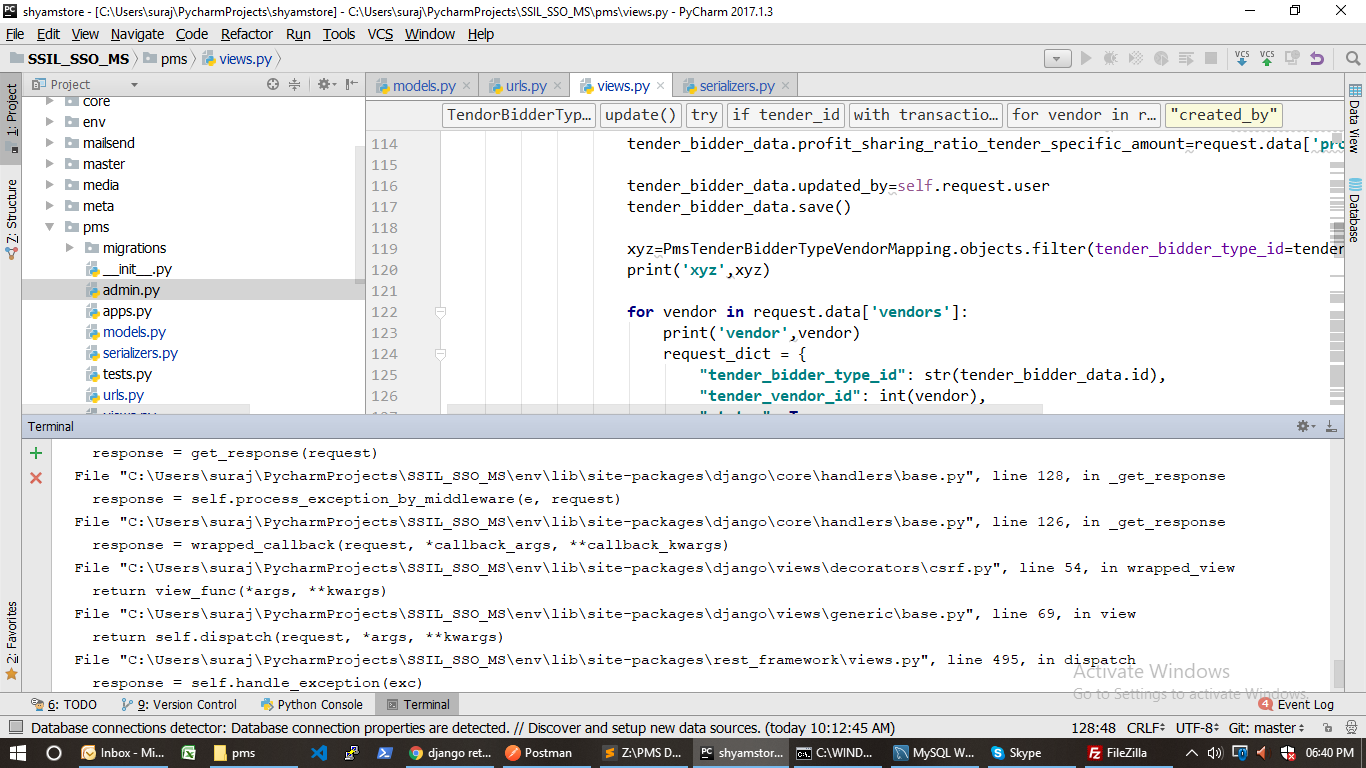 shyamstore - [C:\Users\suraj\PycharmProjects\shyamstore] - C:\Users\suraj\PycharmProjects\SSIL_SSO_MS\pms\views.py - PyCharm 2017.1.3
File Edit View Navigate Code Refactor Run Tools VCS Window Help
SSIL_SSO_MS pms views.py
VCS VCS
Project
models.py urls.py views.py serializers.py
TendorBidderTyp... update() try if tender_id with transactio... for vendor in r... "created_by"
1: Project
Z: Structure
2: Favorites
Data View
Database
core
env
mailsend
master
media
meta
pms
migrations
__init__.py
admin.py
apps.py
models.py
serializers.py
tests.py
urls.py
views.py
114 tender_bidder_data.profit_sharing_ratio_tender_specific_amount=request.data['pro
115
116 tender_bidder_data.updated_by=self.request.user
117 tender_bidder_data.save()
118
119 xyz=PmsTenderBidderTypeVendorMapping.objects.filter(tender_bidder_type_id=tender
120 print('xyz',xyz)
121
122 for vendor in request.data['vendors']:
123 print('vendor',vendor)
124 request_dict = {
125 "tender_bidder_type_id": str(tender_bidder_data.id),
126 "tender_vendor_id": int(vendor),
Terminal
response = get_response(request)
File "C:\Users\suraj\PycharmProjects\SSIL_SSO_MS\env\lib\site-packages\django\core\handlers\base.py", line 128, in _get_response
response = self.process_exception_by_middleware(e, request)
File "C:\Users\suraj\PycharmProjects\SSIL_SSO_MS\env\lib\site-packages\django\core\handlers\base.py", line 126, in _get_response
response = wrapped_callback(request, *callback_args, **callback_kwargs)
File "C:\Users\suraj\PycharmProjects\SSIL_SSO_MS\env\lib\site-packages\django\views\decorators\csrf.py", line 54, in wrapped_view
return view_func(*args, **kwargs)
File "C:\Users\suraj\PycharmProjects\SSIL_SSO_MS\env\lib\site-packages\django\views\generic\base.py", line 69, in view
return self.dispatch(request, *args, **kwargs)
File "C:\Users\suraj\PycharmProjects\SSIL_SSO_MS\env\lib\site-packages\rest_framework\views.py", line 495, in dispatch
response = self.handle_exception(exc)
Activate Windows
Go to Settings to activate Windows.
6: TODO 9: Version Control Python Console Terminal 4 Event Log
Database connections detector: Database connection properties are detected. // Discover and setup new data sources. (today 10:12:45 AM) 128:48 CRLF UTF-8 Git: master
Inbox - Mi... pms django ret... Postman Z:\PMS D... shyamstor... C:\WIND... MySQL W... Skype FileZilla 06:40 PM